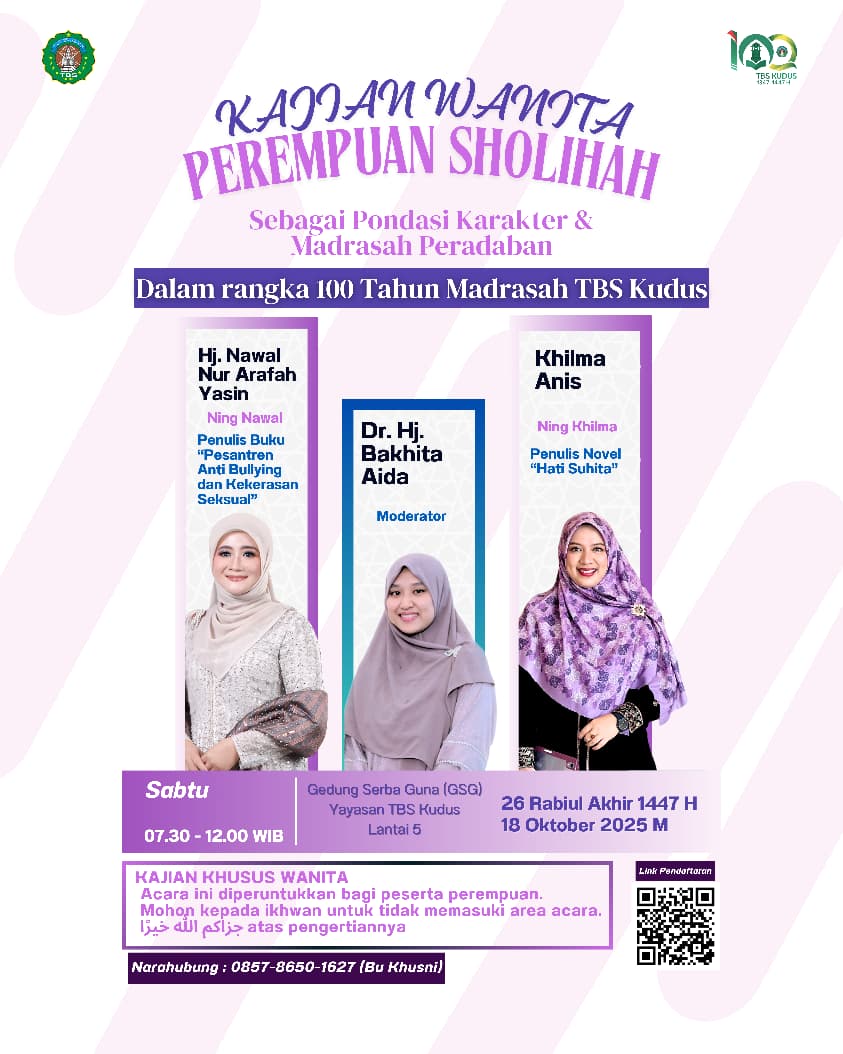 TBS
100
TBS KUDUS
1347-1447 H
KAJIAN WANITA
PEREMPUAN SHOLIHAH
Sebagai Pondasi Karakter &
Madrasah Peradaban
Dalam rangka 100 Tahun Madrasah TBS Kudus
Hj. Nawal
Nur Arafah
Yasin
Ning Nawal
Penulis Buku
“Pesantren
Anti Bullying
dan Kekerasan
Seksual”
Dr. Hj.
Bakhita
Aida
Moderator
Khilma
Anis
Ning Khilma
Penulis Novel
“Hati Suhita”
Sabtu
07.30 - 12.00 WIB
Gedung Serba Guna (GSG)
Yayasan TBS Kudus
Lantai 5
26 Rabiul Akhir 1447 H
18 Oktober 2025 M
KAJIAN KHUSUS WANITA
Acara ini diperuntukkan bagi peserta perempuan.
Mohon kepada ikhwan untuk tidak memasuki area acara.
جزاكم الله خيرًا atas pengertiannya
Link Pendaftaran
Narahubung : 0857-8650-1627 (Bu Khusni)